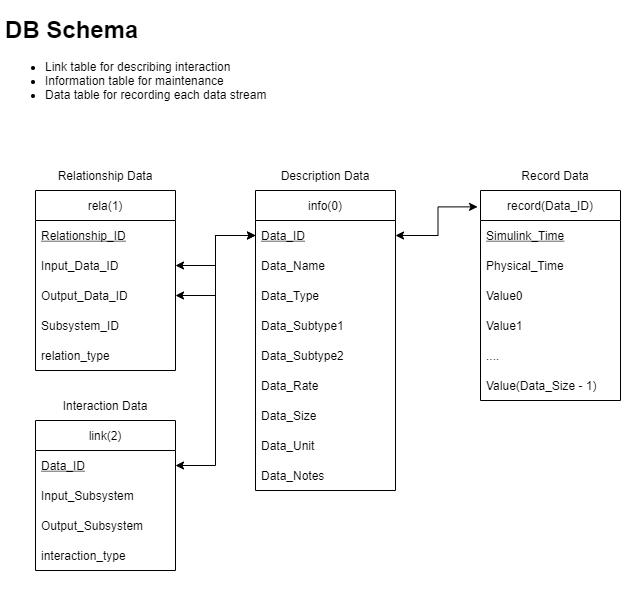 DB Schema
Link table for describing interaction
Information table for maintenance
Data table for recording each data stream
Relationship Data
rela(1)
Relationship_ID
Input_Data_ID
Output_Data_ID
Subsystem_ID
relation_type
Interaction Data
link(2)
Data_ID
Input_Subsystem
Output_Subsystem
interaction_type
Description Data
info(0)
Data_ID
Data_Name
Data_Type
Data_Subtype1
Data_Subtype2
Data_Rate
Data_Size
Data_Unit
Data_Notes
Record Data
record(Data_ID)
Simulink_Time
Physical_Time
Value0
Value1
....
Value(Data_Size - 1)